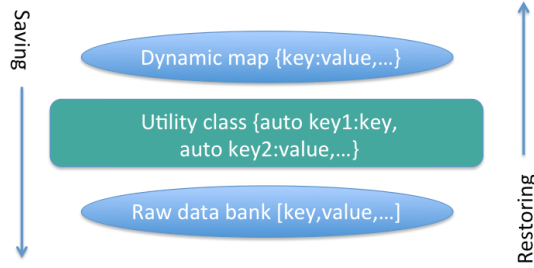 Saving
Dynamic map {key:value,…}
Utility class {auto key1:key,
auto key2:value,…}
Raw data bank [key,value,…]
Restoring